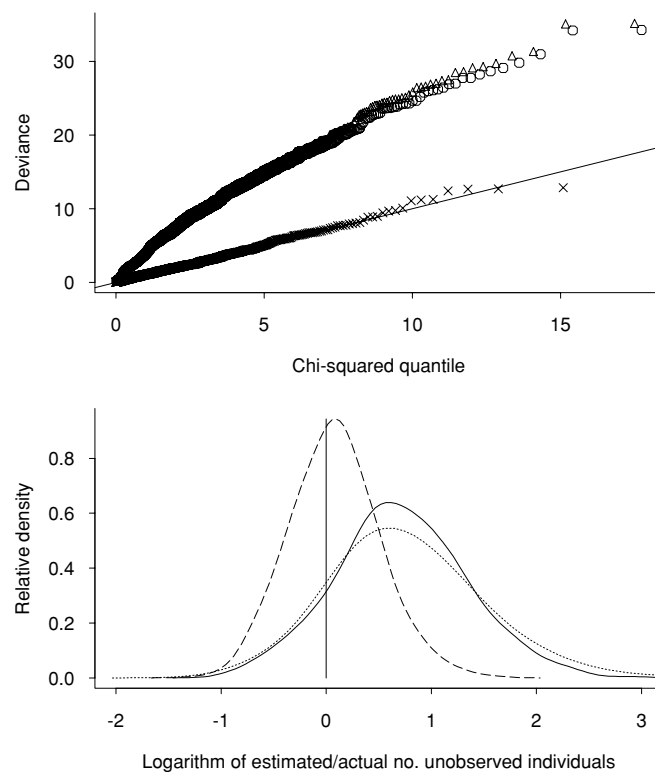 30
20
Deviance
10
0
0 5 10 15
Chi-squared quantile
0.8
0.6
Relative density
0.4
0.2
0.0
-2 -1 0 1 2 3
Logarithm of estimated/actual no. unobserved individuals